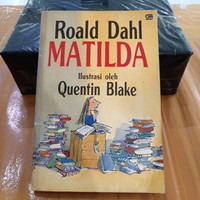 Roald Dahl
MATILDA
Ilustrasi oleh
Quentin Blake